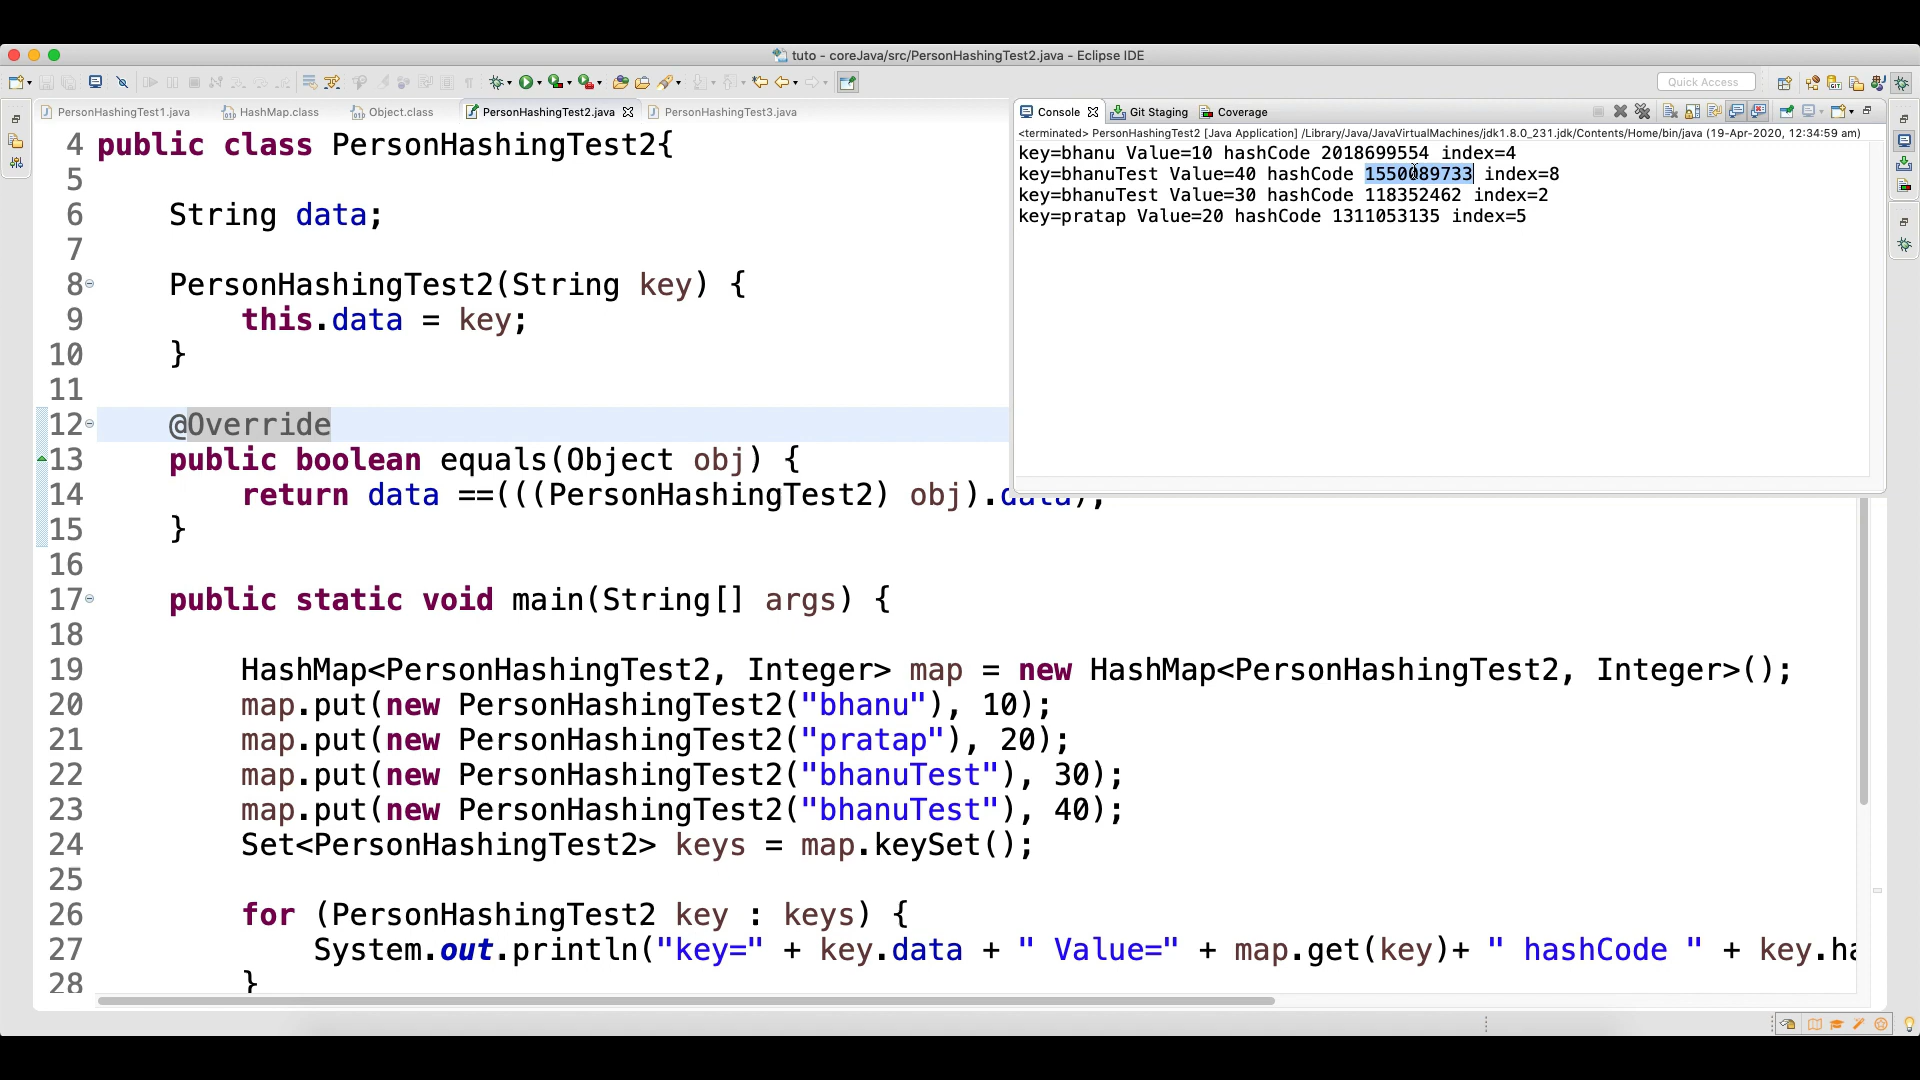 tuto - coreJava/src/PersonHashingTest2.java - Eclipse IDE
Quick Access
PersonHashingTest1.java HashMap.class Object.class PersonHashingTest2.java PersonHashingTest3.java
Console Git Staging Coverage
<terminated> PersonHashingTest2 [Java Application] /Library/Java/JavaVirtualMachines/jdk1.8.0_231.jdk/Contents/Home/bin/java (19-Apr-2020, 12:34:59 am)
key=bhanu Value=10 hashCode 2018699554 index=4
key=bhanuTest Value=40 hashCode 1550089733 index=8
key=bhanuTest Value=30 hashCode 118352462 index=2
key=pratap Value=20 hashCode 1311053135 index=5
4 public class PersonHashingTest2{
5
6 String data;
7
8 PersonHashingTest2(String key) {
9 this.data = key;
10 }
11
12 @Override
13 public boolean equals(Object obj) {
14 return data ==(((PersonHashingTest2) obj).data);
15 }
16
17 public static void main(String[] args) {
18
19 HashMap<PersonHashingTest2, Integer> map = new HashMap<PersonHashingTest2, Integer>();
20 map.put(new PersonHashingTest2("bhanu"), 10);
21 map.put(new PersonHashingTest2("pratap"), 20);
22 map.put(new PersonHashingTest2("bhanuTest"), 30);
23 map.put(new PersonHashingTest2("bhanuTest"), 40);
24 Set<PersonHashingTest2> keys = map.keySet();
25
26 for (PersonHashingTest2 key : keys) {
27 System.out.println("key=" + key.data + " Value=" + map.get(key)+ " hashCode " + key.ha
28 }